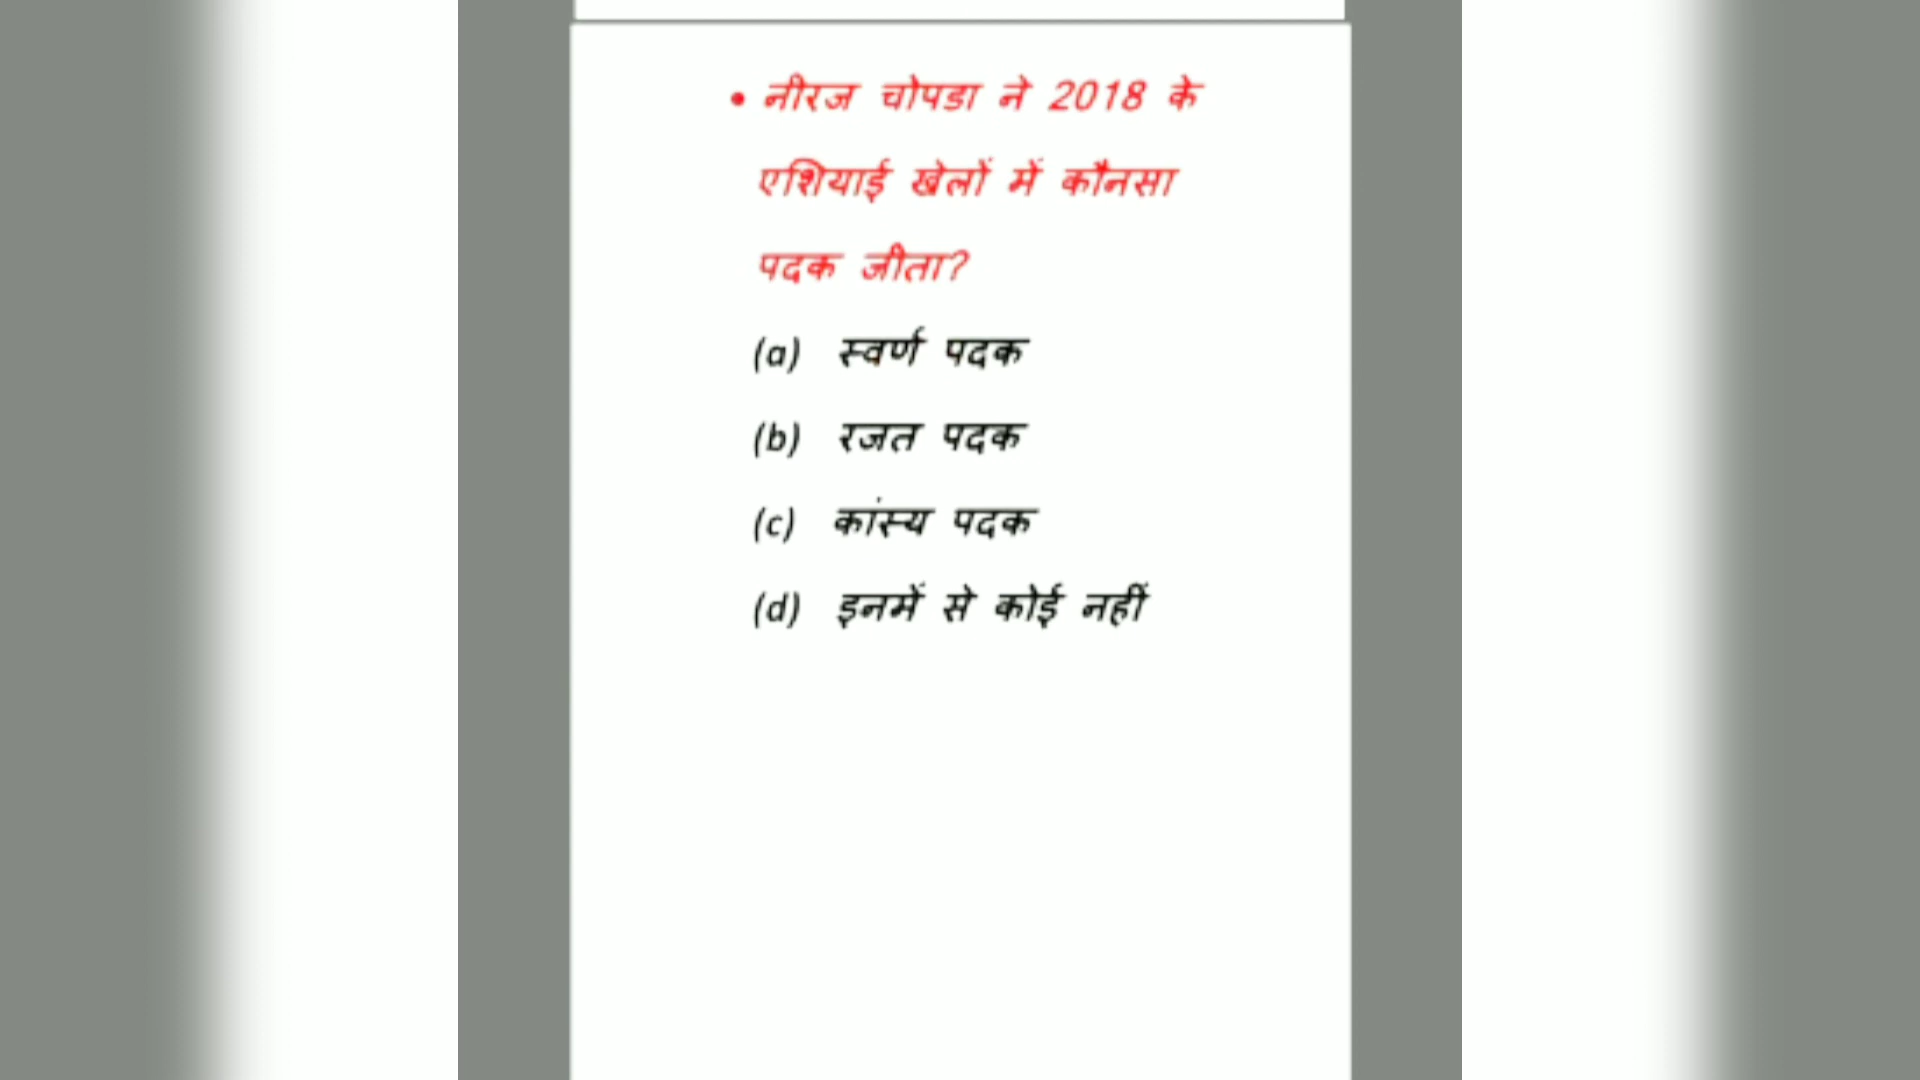 • नीरज चोपडा ने 2018 के
एशियाई खेलों में कौनसा
पदक जीता?
(a) स्वर्ण पदक
(b) रजत पदक
(c) कांस्य पदक
(d) इनमें से कोई नहीं